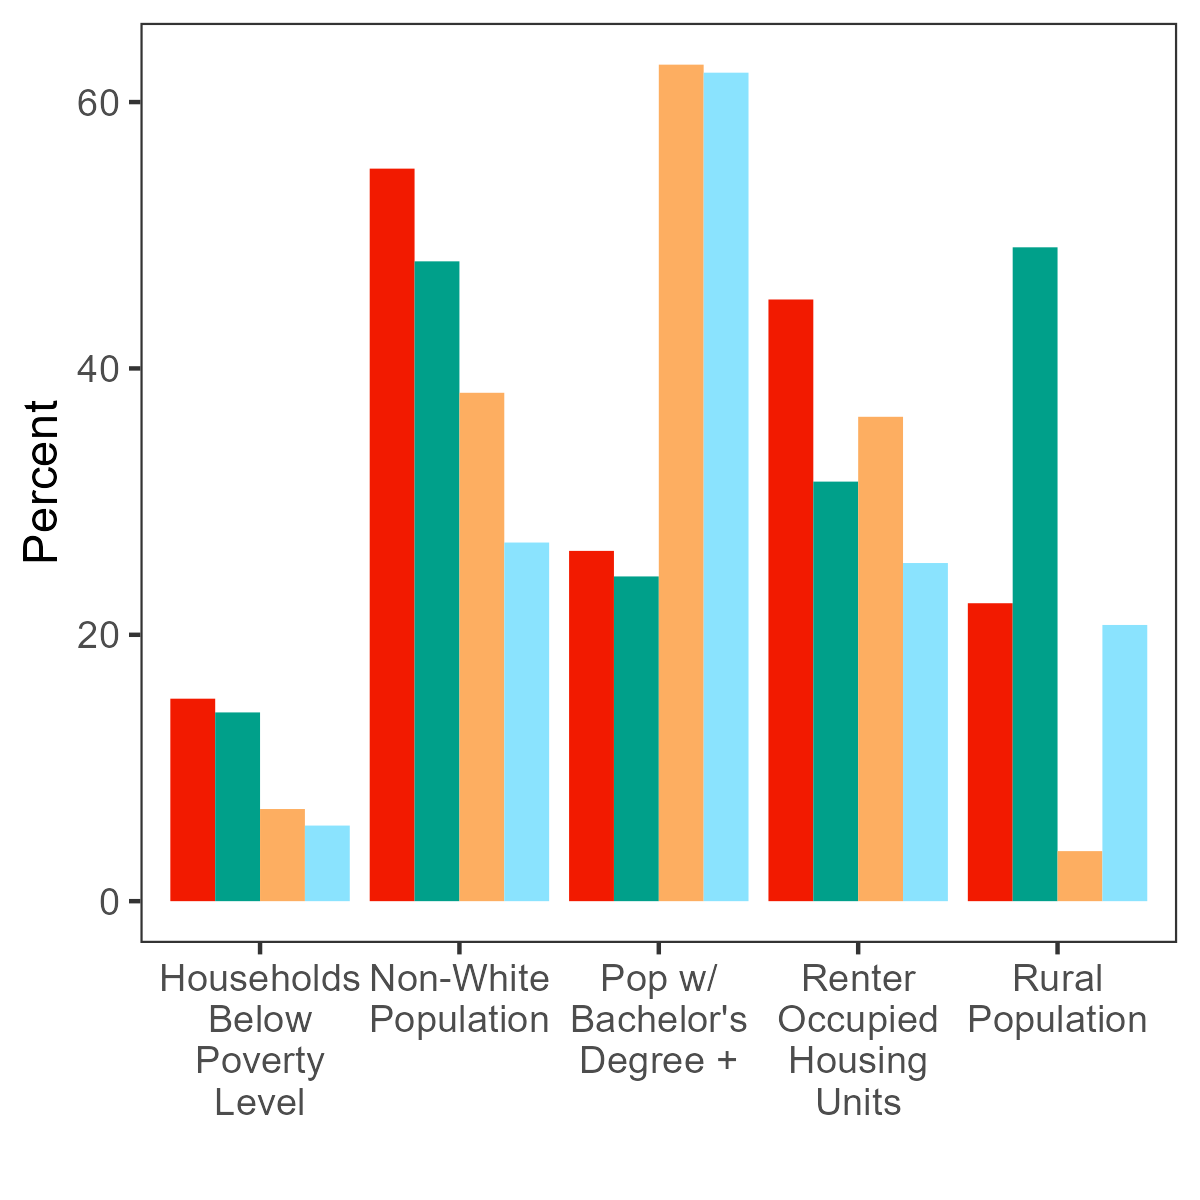 60
40
20
0
Percent
Households
Below
Poverty
Level
Non-White
Population
Pop w/
Bachelor's
Degree +
Renter
Occupied
Housing
Units
Rural
Population